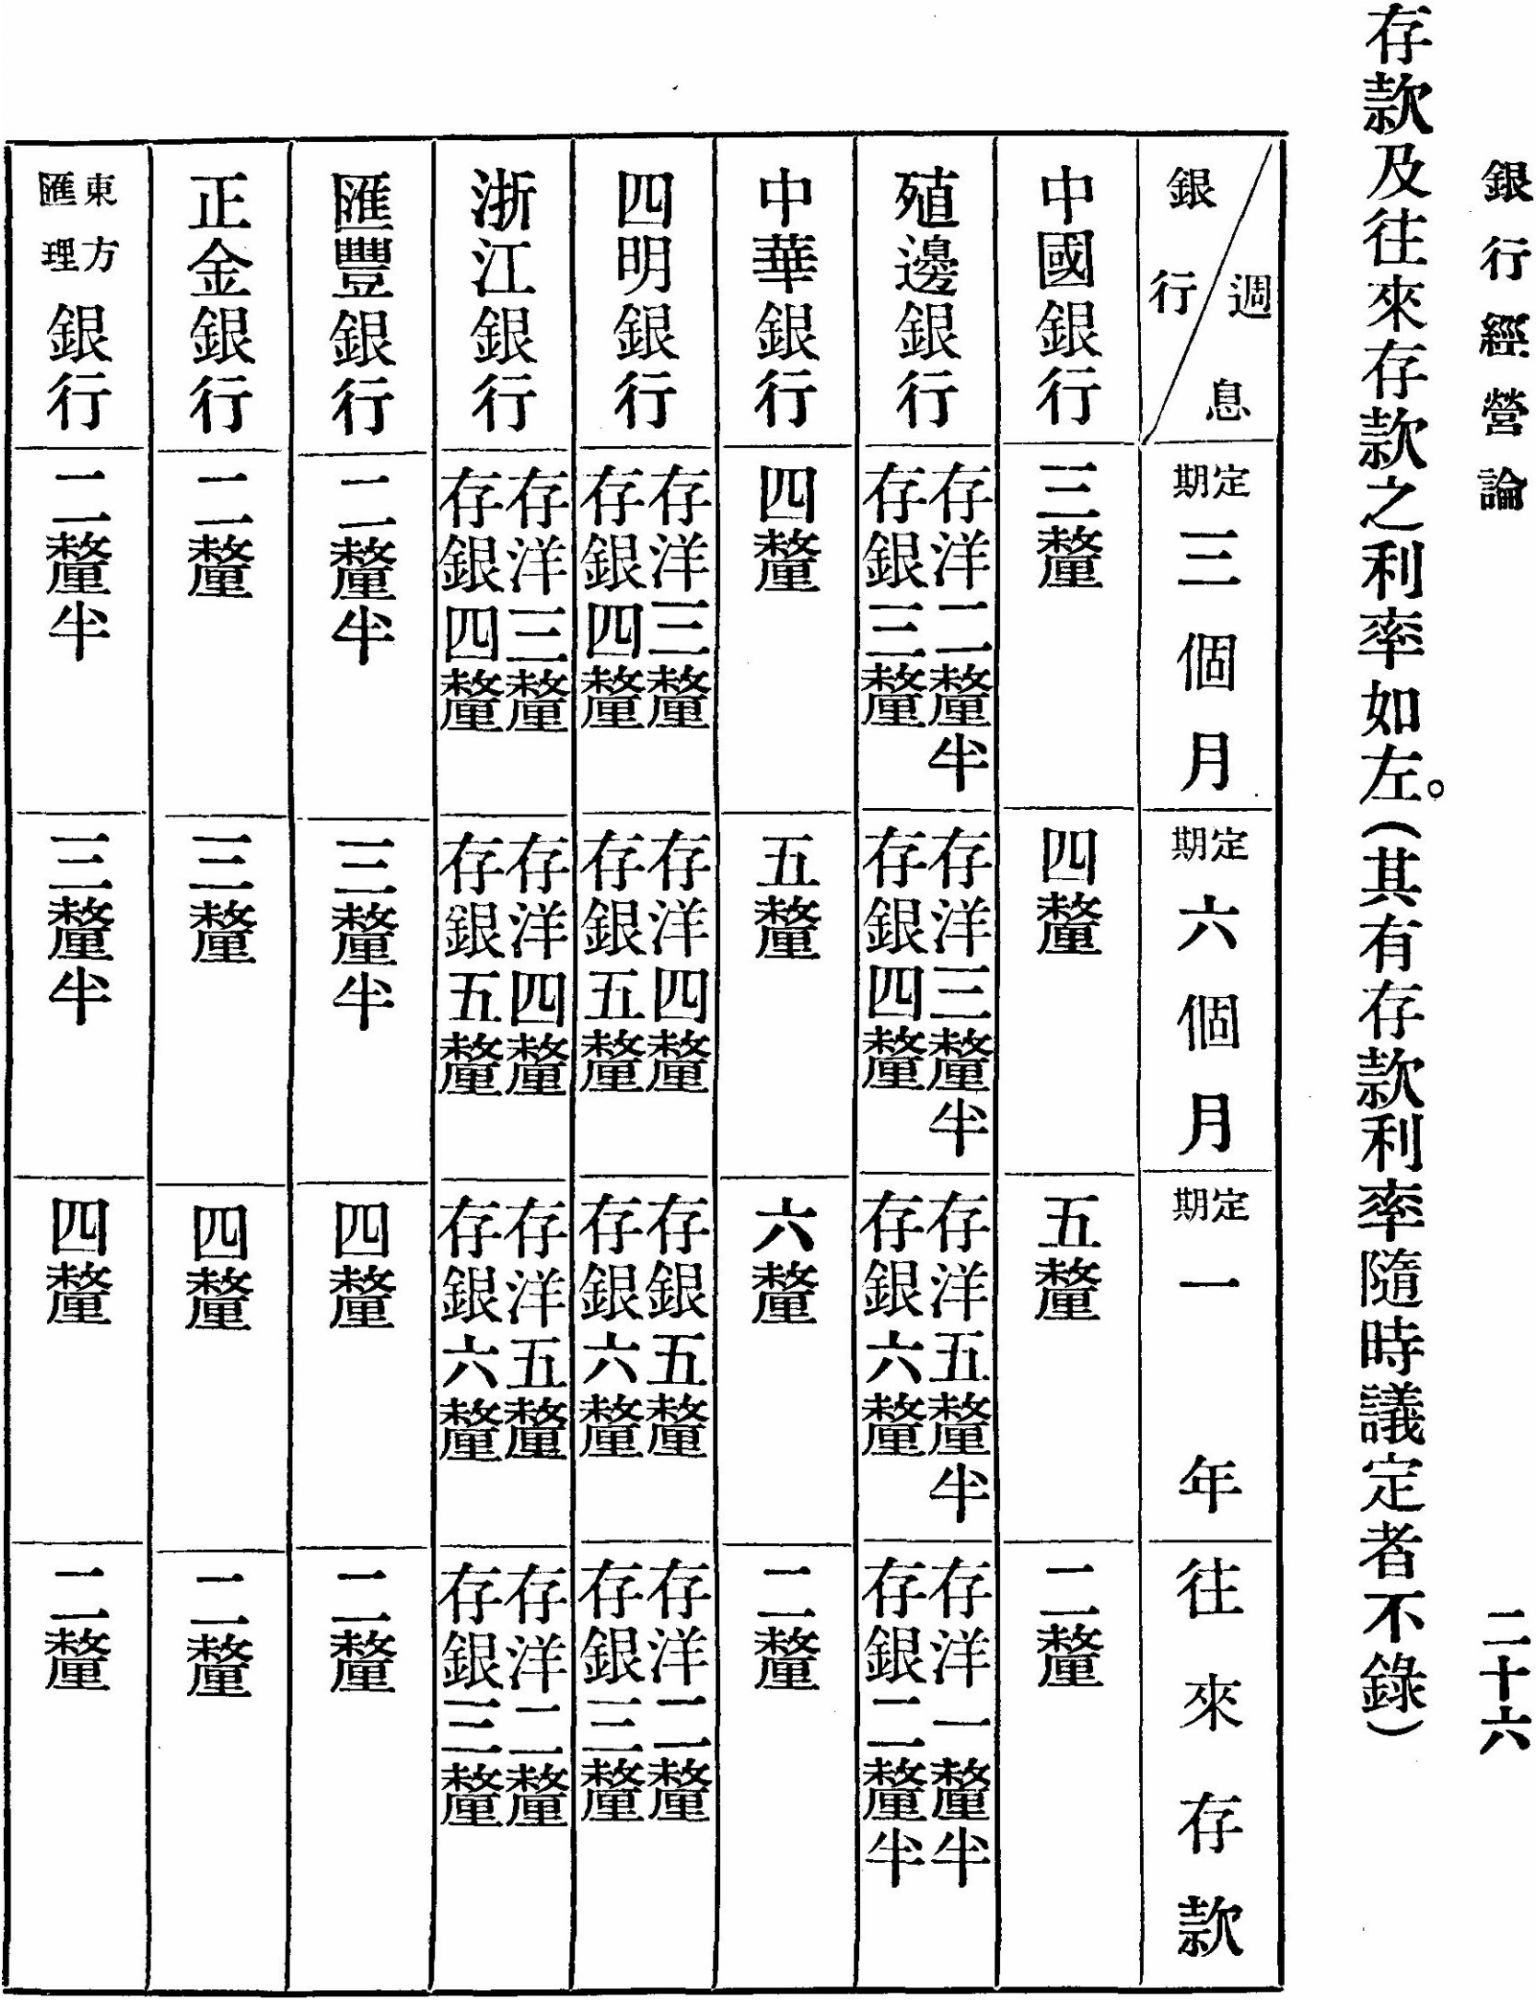 銀行經營論
二十六
存款及往來存款之利率如左。(其有存款利率隨時議定者不錄)
週息
銀行
定期三個月
定期六個月
定期一年
往來存款
中國銀行
三釐
四釐
五釐
二釐
殖邊銀行
存洋二釐半
存銀三釐
存洋三釐半
存銀四釐
存洋五釐半
存銀六釐
存洋一釐半
存銀二釐半
中華銀行
四釐
五釐
六釐
二釐
四明銀行
存洋三釐
存銀四釐
存洋四釐
存銀五釐
存銀五釐
存銀六釐
存洋二釐
存銀三釐
浙江銀行
存洋三釐
存銀四釐
存洋四釐
存銀五釐
存洋五釐
存銀六釐
存洋二釐
存銀三釐
匯豐銀行
二釐半
三釐半
四釐
二釐
正金銀行
二釐
三釐
四釐
二釐
東方匯理銀行
二釐半
三釐半
四釐
二釐